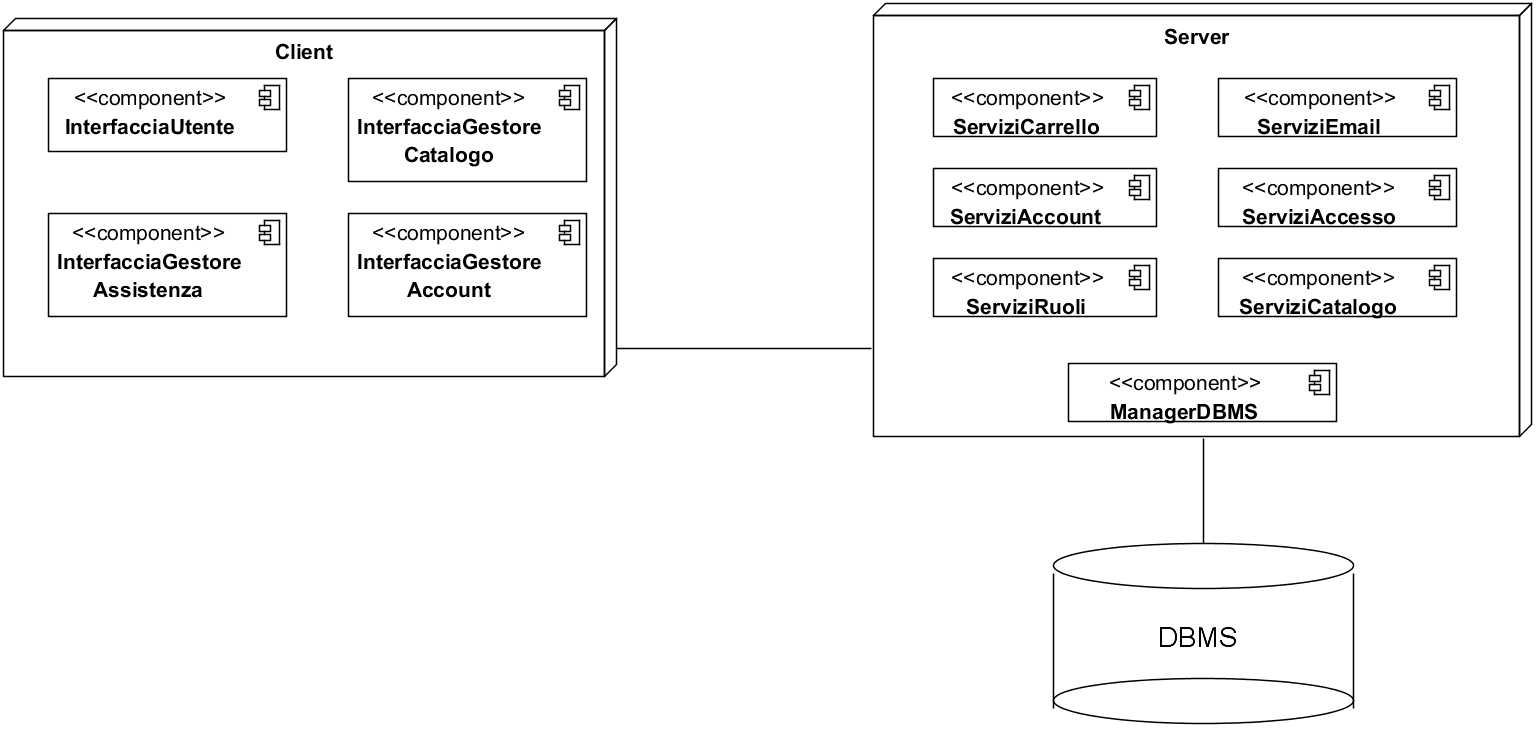 Client
<<component>>
InterfacciaUtente
<<component>>
InterfacciaGestore
Catalogo
<<component>>
InterfacciaGestore
Assistenza
<<component>>
InterfacciaGestore
Account
Server
<<component>>
ServiziCarrello
<<component>>
ServiziEmail
<<component>>
ServiziAccount
<<component>>
ServiziAccesso
<<component>>
ServiziRuoli
<<component>>
ServiziCatalogo
<<component>>
ManagerDBMS
DBMS